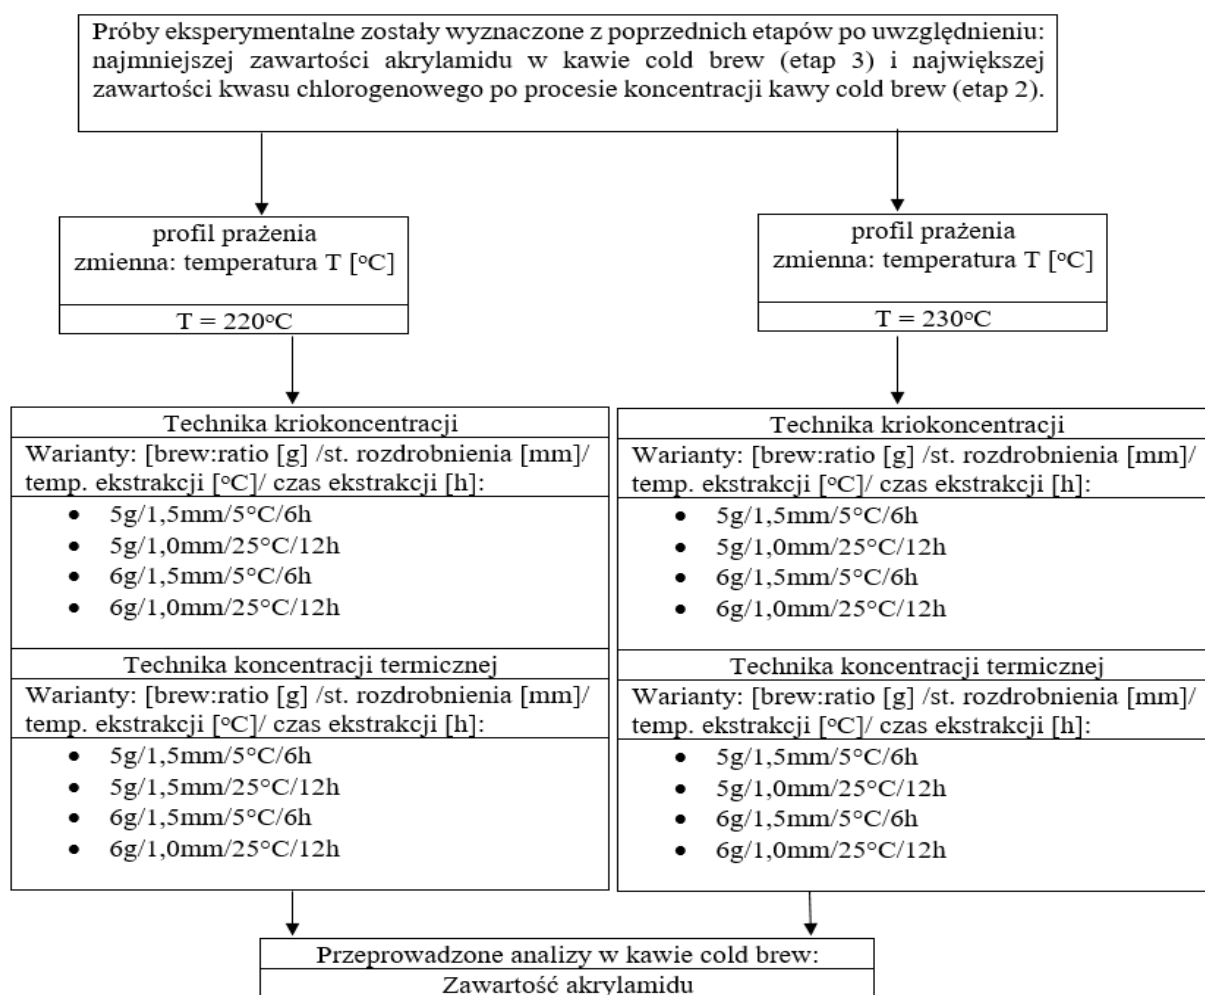 Próby eksperymentalne zostały wyznaczone z poprzednich etapów po uwzględnieniu:
najmniejszej zawartości akrylamidu w kawie cold brew (etap 3) i największej
zawartości kwasu chlorogenowego po procesie koncentracji kawy cold brew (etap 2).
profil prażenia
zmienna: temperatura T [°C]
T = 220°C
profil prażenia
zmienna: temperatura T [°C]
T = 230°C
Technika kriokoncentracji
Warianty: [brew:ratio [g] /st. rozdrobnienia [mm]/
temp. ekstrakcji [°C]/ czas ekstrakcji [h]:
• 5g/1,5mm/5°C/6h
• 5g/1,0mm/25°C/12h
• 6g/1,5mm/5°C/6h
• 6g/1,0mm/25°C/12h
Technika koncentracji termicznej
Warianty: [brew:ratio [g] /st. rozdrobnienia [mm]/
temp. ekstrakcji [°C]/ czas ekstrakcji [h]:
• 5g/1,5mm/5°C/6h
• 5g/1,5mm/25°C/12h
• 6g/1,5mm/5°C/6h
• 6g/1,0mm/25°C/12h
Technika kriokoncentracji
Warianty: [brew:ratio [g] /st. rozdrobnienia [mm]/
temp. ekstrakcji [°C]/ czas ekstrakcji [h]:
• 5g/1,5mm/5°C/6h
• 5g/1,0mm/25°C/12h
• 6g/1,5mm/5°C/6h
• 6g/1,0mm/25°C/12h
Technika koncentracji termicznej
Warianty: [brew:ratio [g] /st. rozdrobnienia [mm]/
temp. ekstrakcji [°C]/ czas ekstrakcji [h]:
• 5g/1,5mm/5°C/6h
• 5g/1,0mm/25°C/12h
• 6g/1,5mm/5°C/6h
• 6g/1,0mm/25°C/12h
Przeprowadzone analizy w kawie cold brew:
Zawartość akrylamidu